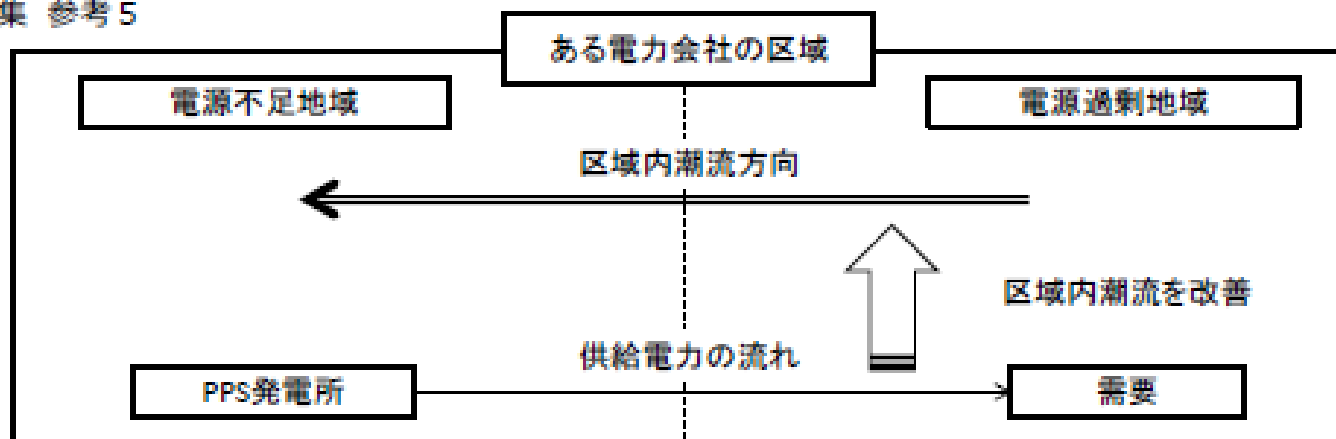 集 参考5
ある電力会社の区域
電源不足地域
電源過剰地域
区域内潮流方向
区域内潮流を改善
供給電力の流れ
PPS発電所
需要